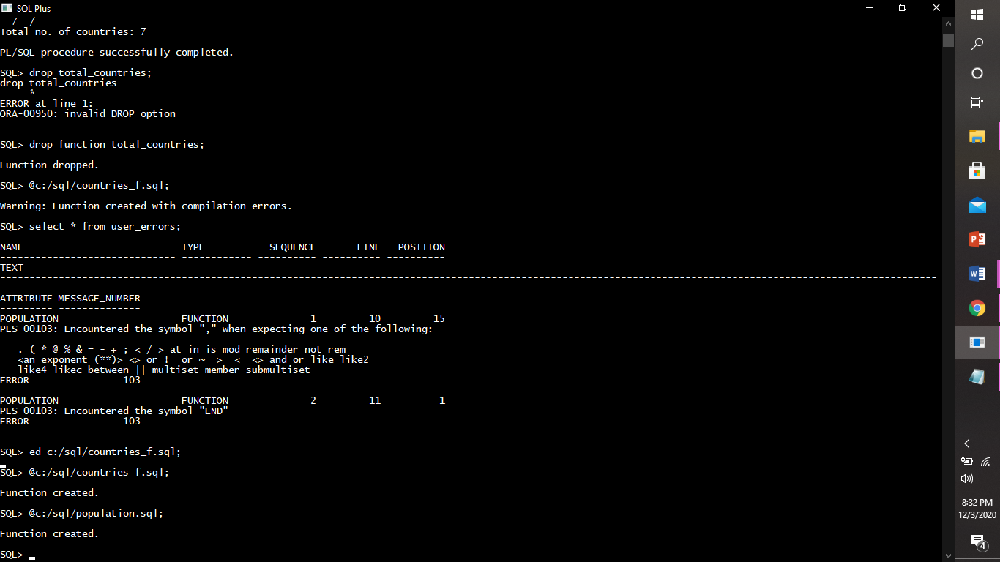 SQL Plus
7 /
Total no. of countries: 7
PL/SQL procedure successfully completed.
SQL> drop total_countries;
drop total_countries
*
ERROR at line 1:
ORA-00950: invalid DROP option
SQL> drop function total_countries;
Function dropped.
SQL> @c:/sql/countries_f.sql;
Warning: Function created with compilation errors.
SQL> select * from user_errors;
NAME TYPE SEQUENCE LINE POSITION
------------------------------ ------------ ---------- ---------- ----------
TEXT
----------------------------------------------------------------------------------------------------------------------------------------------------------------
----------------------------------------
ATTRIBUTE MESSAGE_NUMBER
--------- --------------
POPULATION FUNCTION 1 10 15
PLS-00103: Encountered the symbol "," when expecting one of the following:
. ( * @ % & = - + ; < / > at in is mod remainder not rem
<an exponent (**)> <> or != or ~= >= <= <> and or like like2
like4 likec between || multiset member submultiset
ERROR 103
POPULATION FUNCTION 2 11 1
PLS-00103: Encountered the symbol "END"
ERROR 103
SQL> ed c:/sql/countries_f.sql;
SQL> @c:/sql/countries_f.sql;
Function created.
SQL> @c:/sql/population.sql;
Function created.
SQL>
8:32 PM
12/3/2020
4